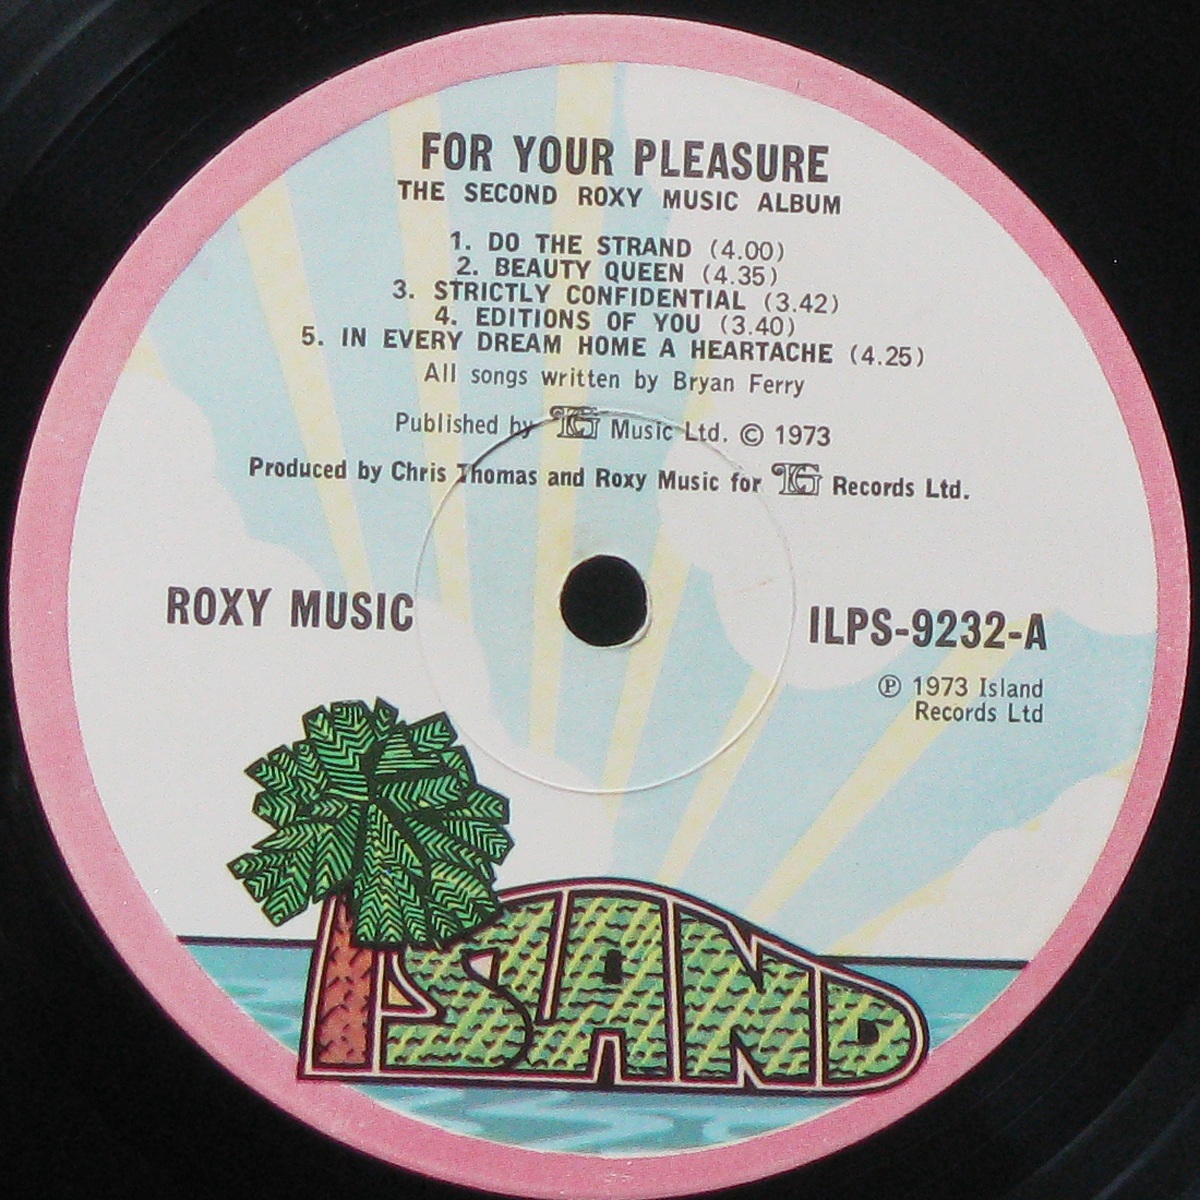 FOR YOUR PLEASURE
THE SECOND ROXY MUSIC ALBUM
1. DO THE STRAND (4.00)
2. BEAUTY QUEEN (4.35)
3. STRICTLY CONFIDENTIAL (3.42)
4. EDITIONS OF YOU (3.40)
5. IN EVERY DREAM HOME A HEARTACHE (4.25)
All songs written by Bryan Ferry
Published by EG Music Ltd. © 1973
Produced by Chris Thomas and Roxy Music for EG Records Ltd.
ROXY MUSIC
ILPS-9232-A
℗ 1973 Island
Records Ltd
ISLAND